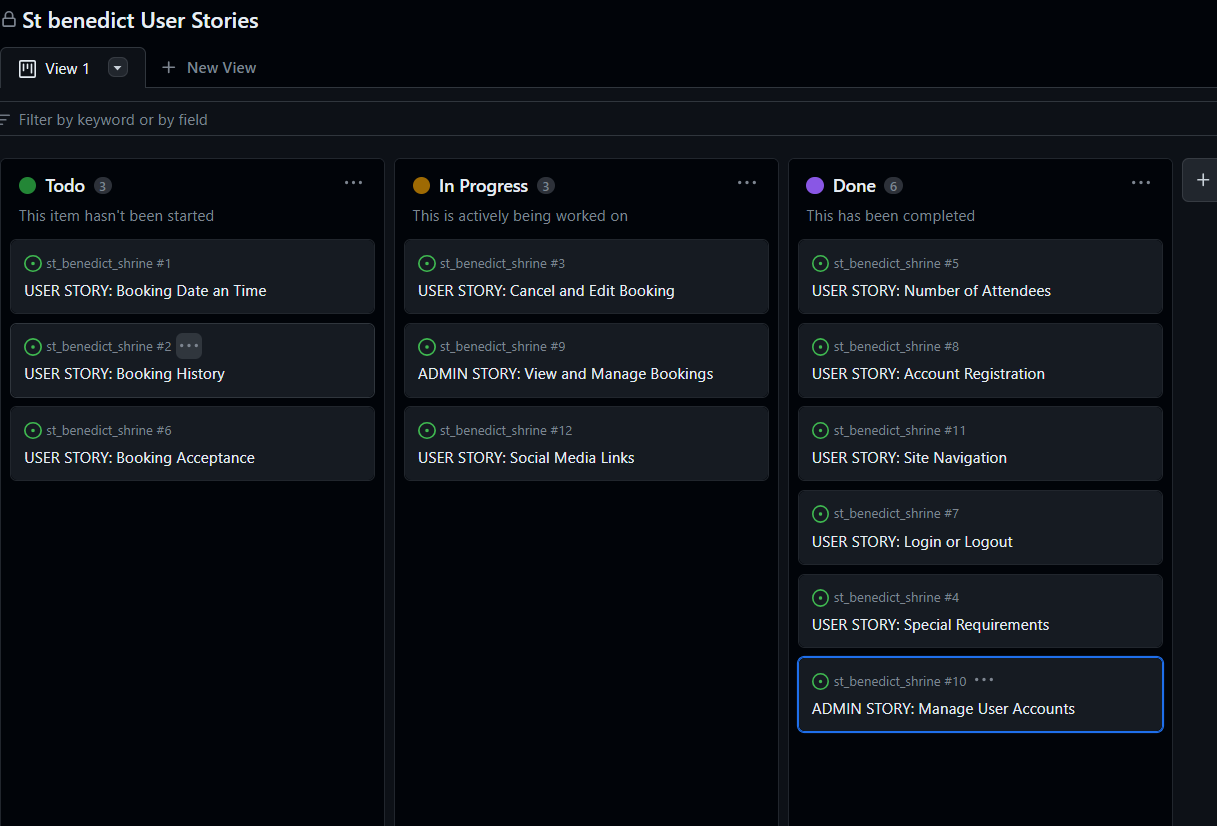 St benedict User Stories
View 1
New View
Filter by keyword or by field
Todo 3
This item hasn't been started
st_benedict_shrine #1
USER STORY: Booking Date an Time
st_benedict_shrine #2
USER STORY: Booking History
st_benedict_shrine #6
USER STORY: Booking Acceptance
In Progress 3
This is actively being worked on
st_benedict_shrine #3
USER STORY: Cancel and Edit Booking
st_benedict_shrine #9
ADMIN STORY: View and Manage Bookings
st_benedict_shrine #12
USER STORY: Social Media Links
Done 6
This has been completed
st_benedict_shrine #5
USER STORY: Number of Attendees
st_benedict_shrine #8
USER STORY: Account Registration
st_benedict_shrine #11
USER STORY: Site Navigation
st_benedict_shrine #7
USER STORY: Login or Logout
st_benedict_shrine #4
USER STORY: Special Requirements
st_benedict_shrine #10
ADMIN STORY: Manage User Accounts